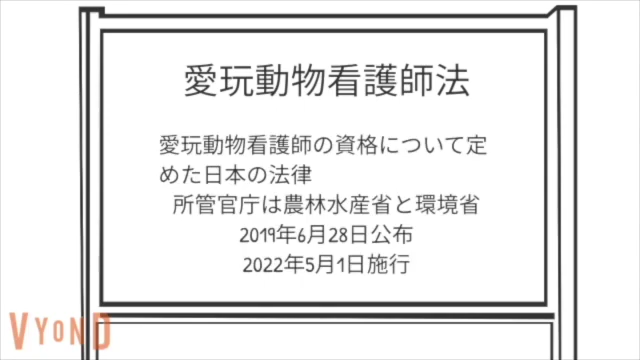 愛玩動物看護師法
愛玩動物看護師の資格について定
めた日本の法律
所管官庁は農林水産省と環境省
2019年6月28日公布
2022年5月1日施行
VYOND